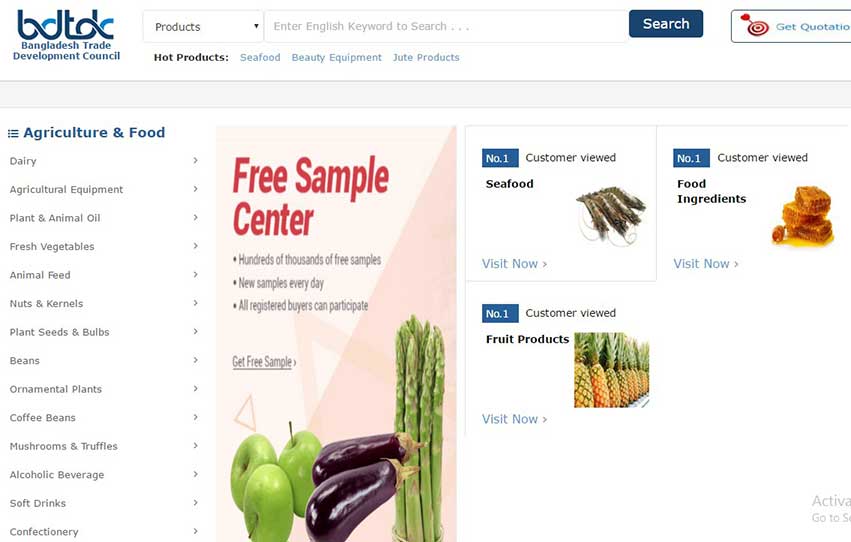 bdtdc
Bangladesh Trade
Development Council
Products
Enter English Keyword to Search . . .
Search
Get Quotatio
Hot Products: Seafood Beauty Equipment Jute Products
Agriculture & Food
Dairy
Agricultural Equipment
Plant & Animal Oil
Fresh Vegetables
Animal Feed
Nuts & Kernels
Plant Seeds & Bulbs
Beans
Ornamental Plants
Coffee Beans
Mushrooms & Truffles
Alcoholic Beverage
Soft Drinks
Confectionery
Free Sample
Center
• Hundreds of thousands of free samples
• New samples every day
• All registered buyers can participate
Get Free Sample ›
No.1 Customer viewed
Seafood
Visit Now ›
No.1 Customer viewed
Food
Ingredients
Visit Now ›
No.1 Customer viewed
Fruit Products
Visit Now ›
Activa
Go to Se